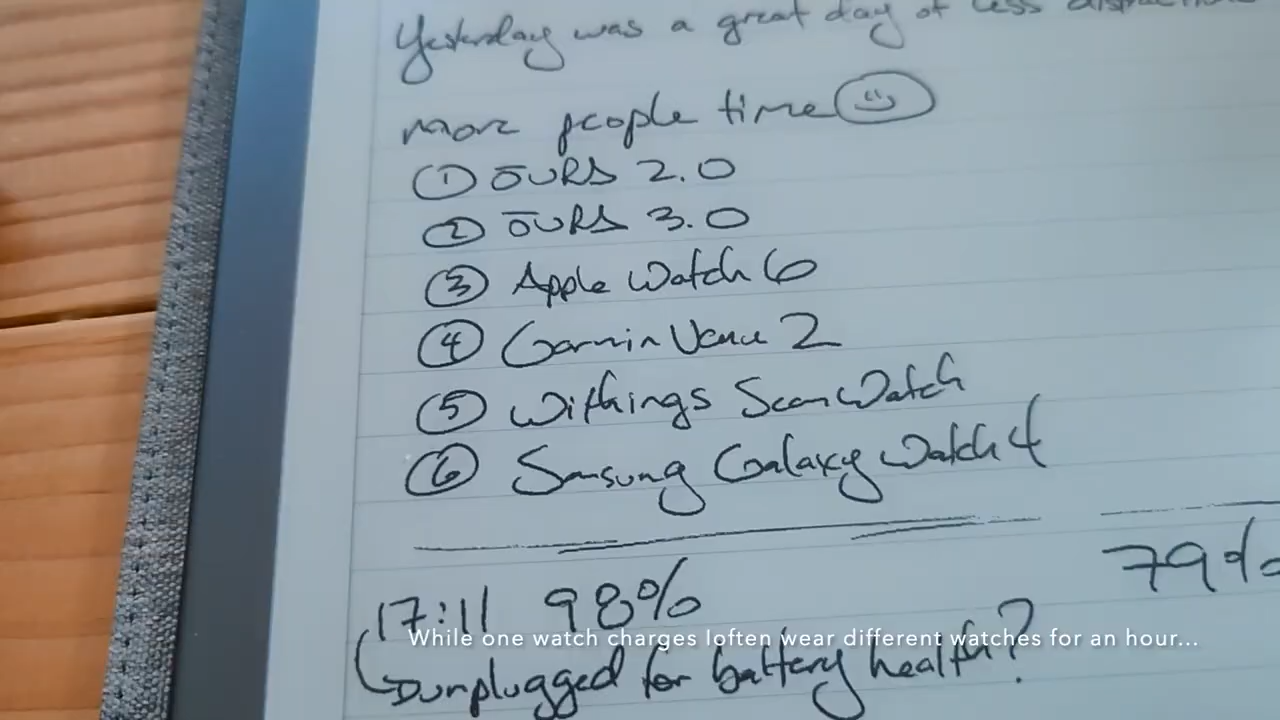 Yesterday was a great day of less
more people time
① ŌURA 2.0
② ŌURA 3.0
③ Apple Watch 6
④ Garmin Venu 2
⑤ Withings ScanWatch
⑥ Samsung Galaxy Watch 4
17:11 98% 79%
While one watch charges I often wear different watches for an hour...
unplugged for battery health?